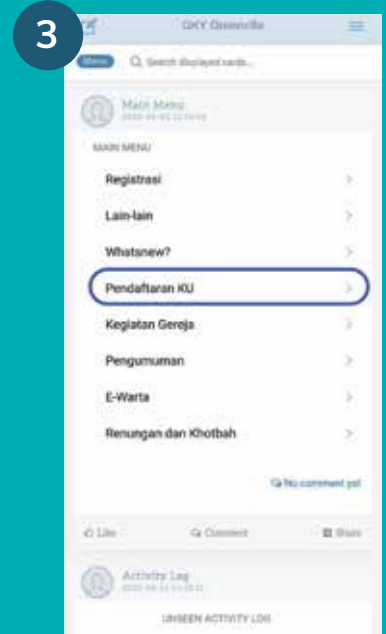 3
GKY Greenville
Menu
Search displayed cards...
Main Menu
MAIN MENU
Registrasi
Lain-lain
Whatsnew?
Pendaftaran KU
Kegiatan Gereja
Pengumuman
E-Warta
Renungan dan Khotbah
No comment yet
Like Comment Share
Activity Log
UNSEEN ACTIVITY LOG